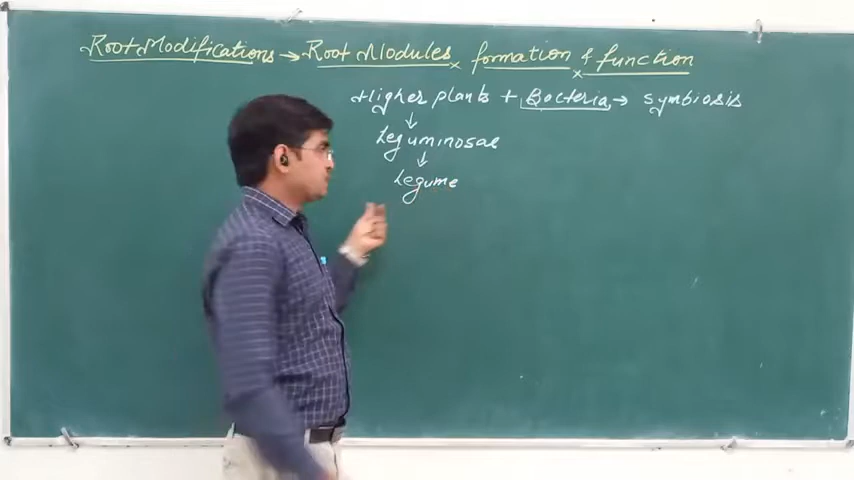 Root Modifications → Root Nodules formation & function
Higher plants + Bacteria → symbiosis
↓
Leguminosae
↓
Legume